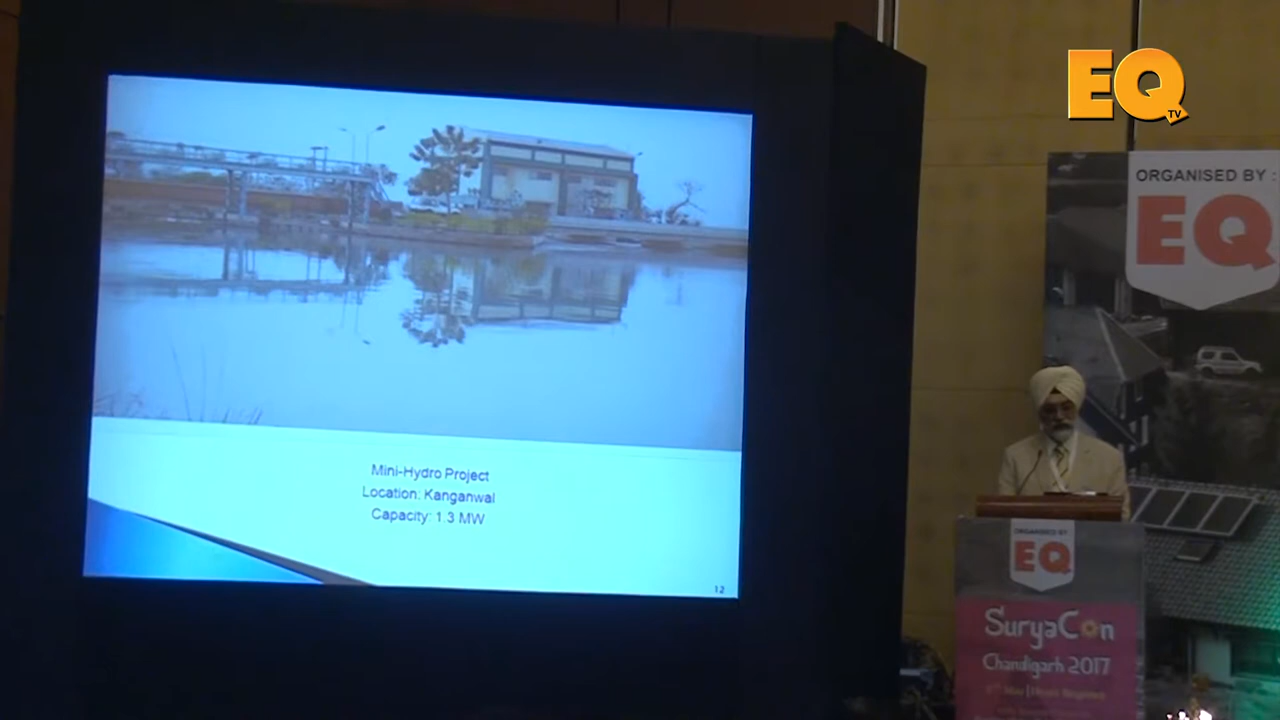 EQ
TV
ORGANISED BY :
EQ
Mini-Hydro Project
Location: Kanganwal
Capacity: 1.3 MW
12
ORGANISED BY
EQ
SuryaCon
Chandigarh 2017